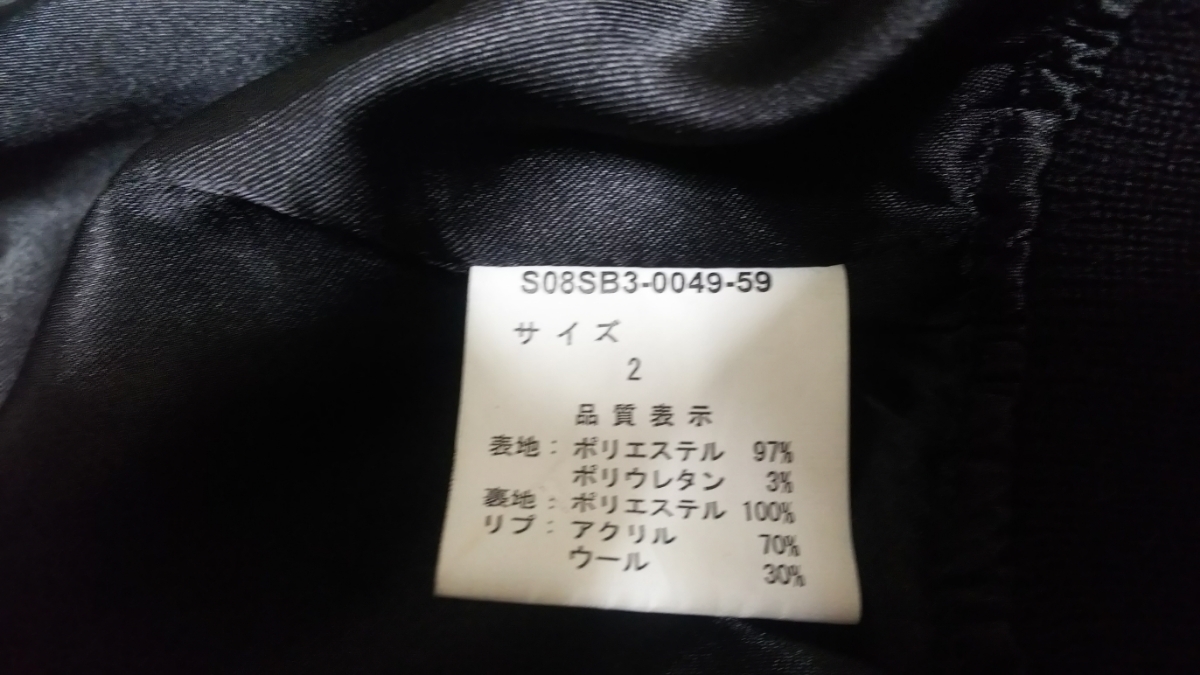 S08SB3-0049-59
サイズ
2
品質表示
表地：ポリエステル 97%
ポリウレタン 3%
裏地：ポリエステル 100%
リブ：アクリル 70%
ウール 30%